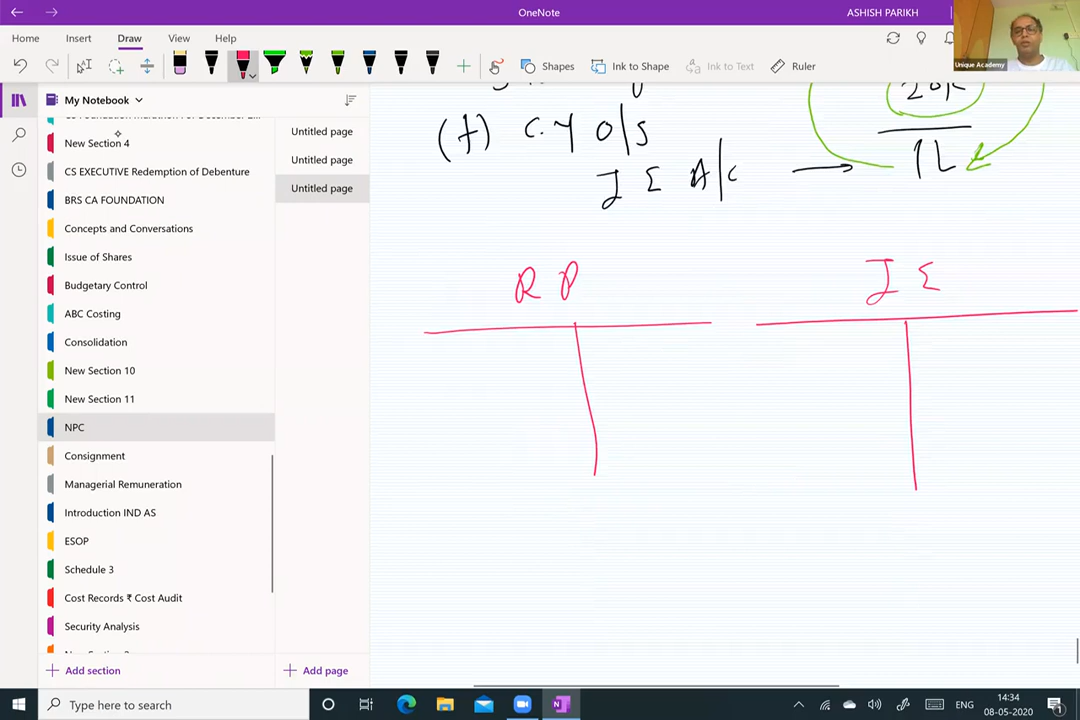 OneNote
ASHISH PARIKH
Home Insert Draw View Help
Shapes Ink to Shape Ink to Text Ruler
My Notebook
New Section 4
CS EXECUTIVE Redemption of Debenture
BRS CA FOUNDATION
Concepts and Conversations
Issue of Shares
Budgetary Control
ABC Costing
Consolidation
New Section 10
New Section 11
NPC
Consignment
Managerial Remuneration
Introduction IND AS
ESOP
Schedule 3
Cost Records ₹ Cost Audit
Security Analysis
Add section
Untitled page
Untitled page
Untitled page
Add page
Unique Academy
20K
(+) C.Y O/S
I E A/C → 1L
R P
I E
Type here to search
ENG
14:34
08-05-2020
1